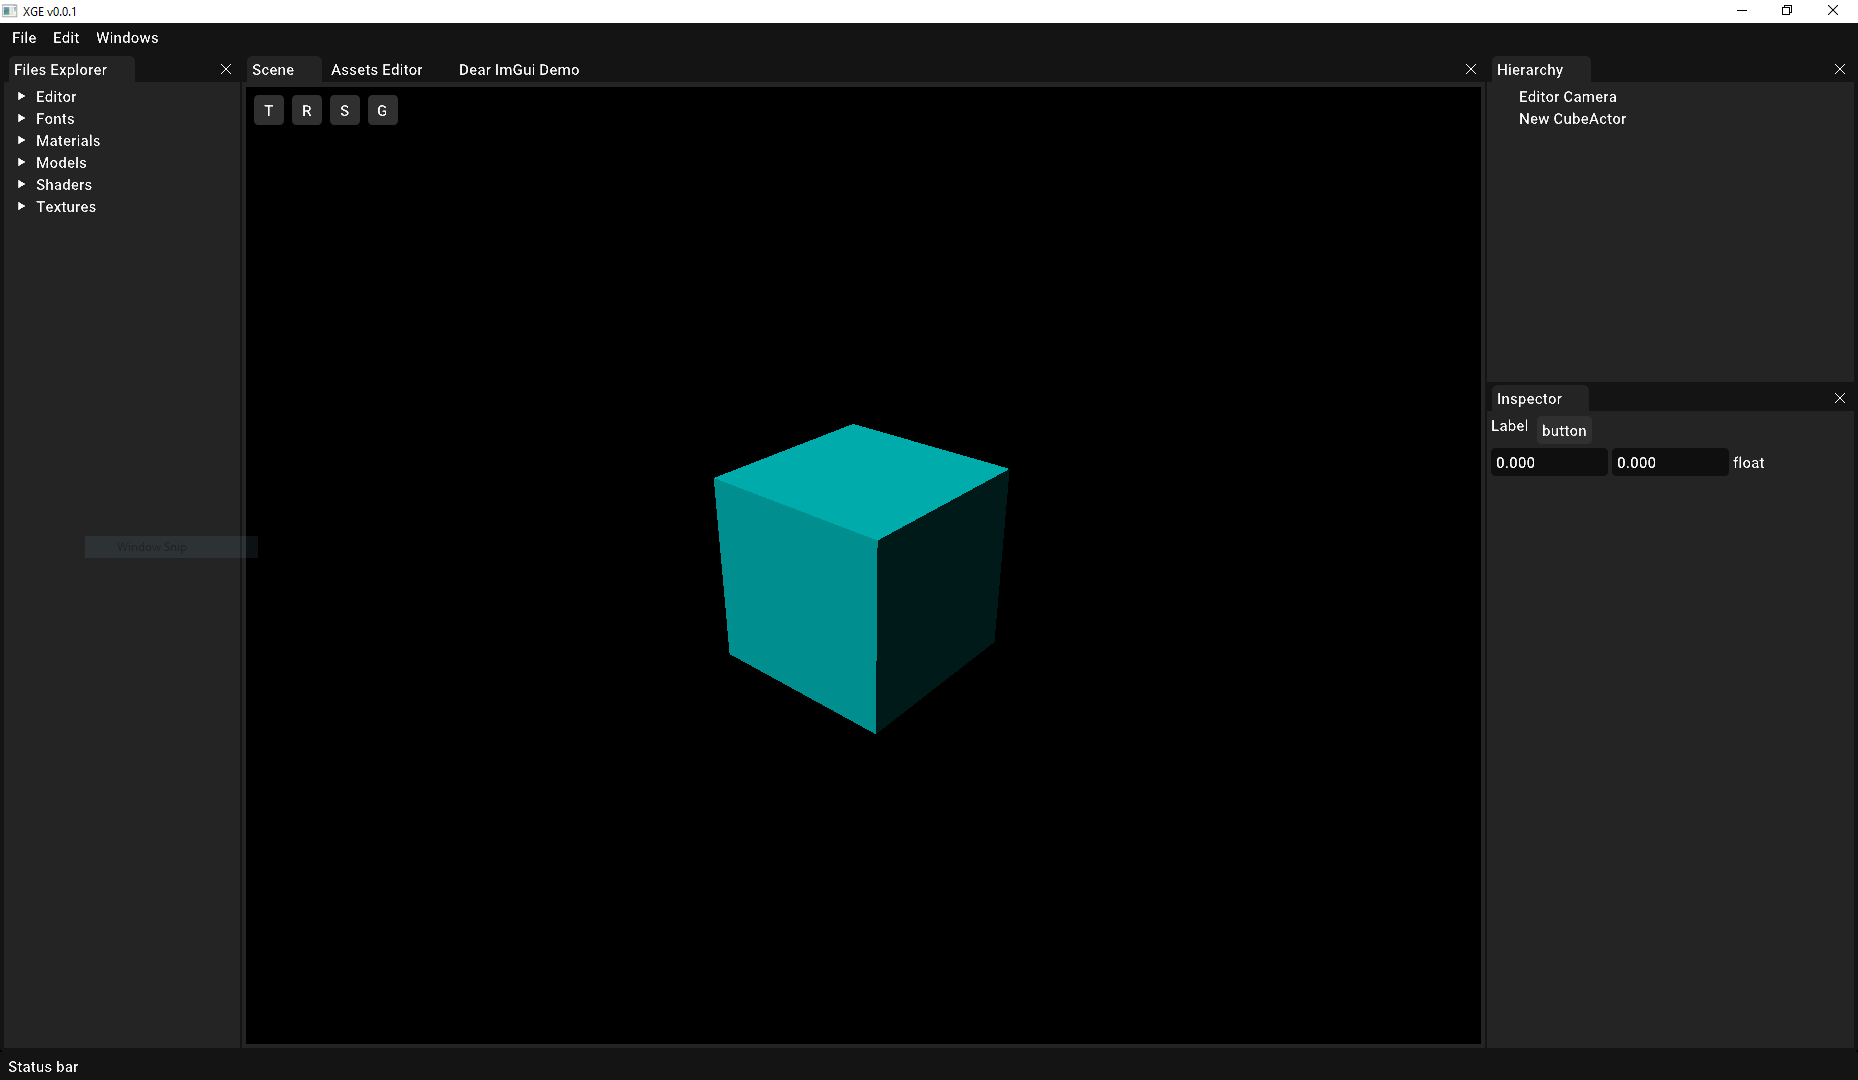 XGE v0.0.1
File Edit Windows
Files Explorer
Editor
Fonts
Materials
Models
Shaders
Textures
Window Snip
Scene Assets Editor Dear ImGui Demo
T R S G
Hierarchy
Editor Camera
New CubeActor
Inspector
Label button
0.000 0.000 float
Status bar